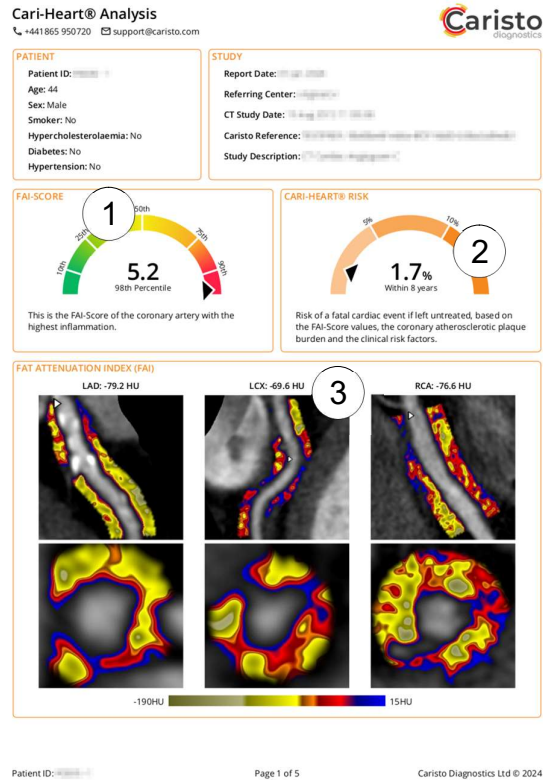 Cari-Heart® Analysis
+441865 950720 support@caristo.com
Caristo
diagnostics
PATIENT
Patient ID:
Age: 44
Sex: Male
Smoker: No
Hypercholesterolaemia: No
Diabetes: No
Hypertension: No
STUDY
Report Date:
Referring Center:
CT Study Date:
Caristo Reference:
Study Description:
FAI-SCORE
1
10th
25th
50th
75th
90th
5.2
98th Percentile
This is the FAI-Score of the coronary artery with the
highest inflammation.
CARI-HEART® RISK
5%
10%
2
1.7%
Within 8 years
Risk of a fatal cardiac event if left untreated, based on
the FAI-Score values, the coronary atherosclerotic plaque
burden and the clinical risk factors.
FAT ATTENUATION INDEX (FAI)
3
LAD: -79.2 HU LCX: -69.6 HU RCA: -76.6 HU
-190HU 15HU
Patient ID: Page 1 of 5 Caristo Diagnostics Ltd © 2024